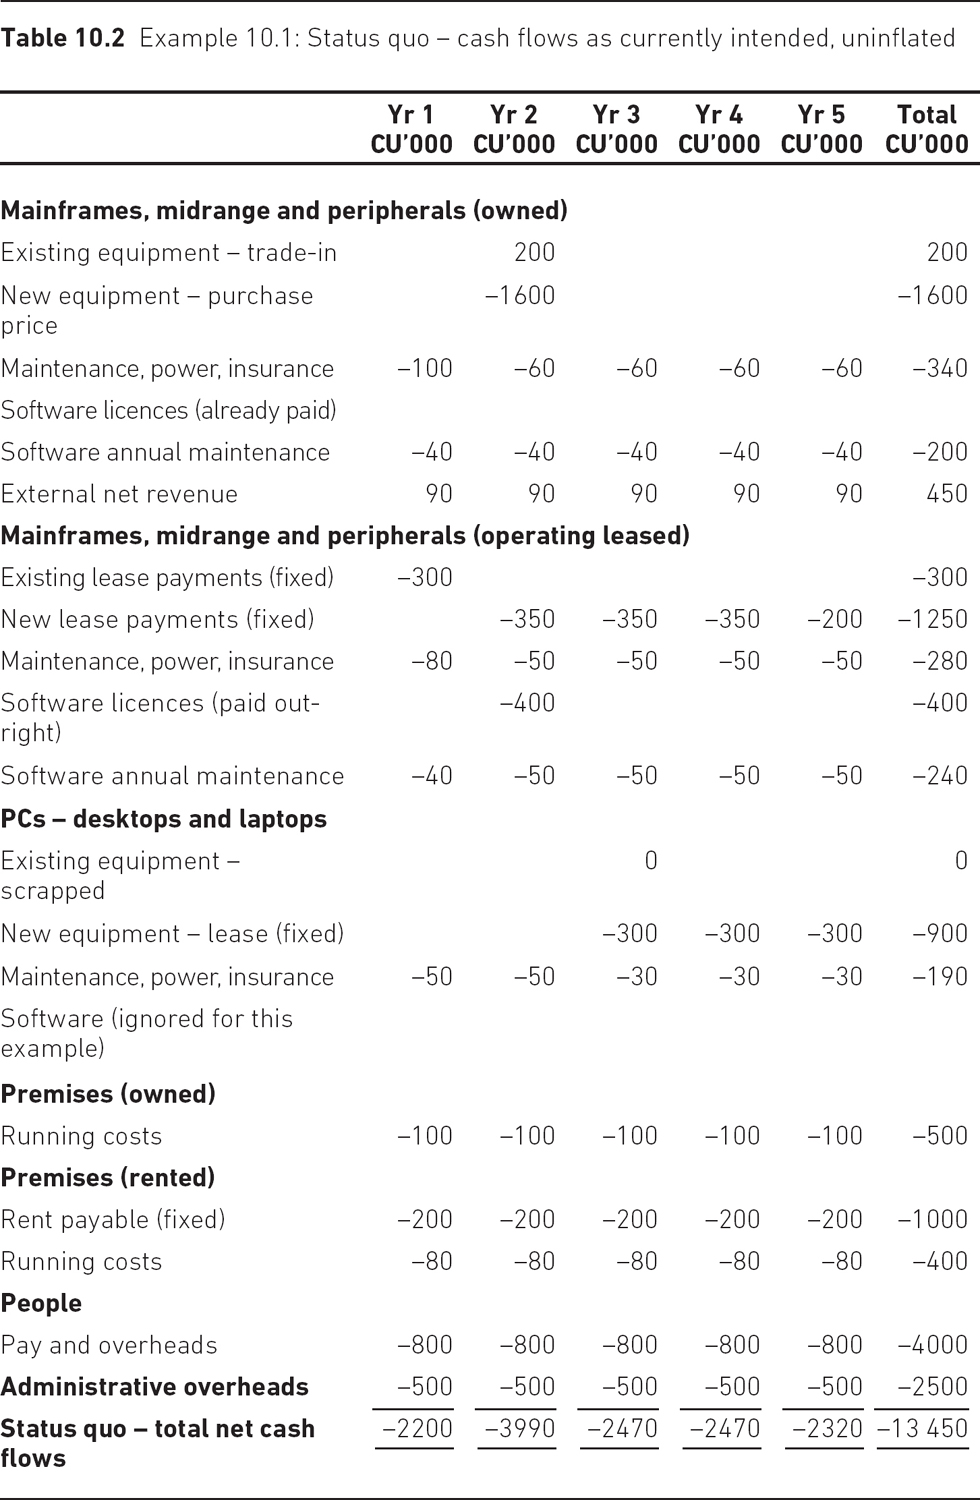 Table 10.2 Example 10.1: Status quo – cash flows as currently intended, uninflated
Yr 1 Yr 2 Yr 3 Yr 4 Yr 5 Total
CU’000 CU’000 CU’000 CU’000 CU’000 CU’000
Mainframes, midrange and peripherals (owned)
Existing equipment – trade-in 200 200
New equipment – purchase –1600 –1600
price
Maintenance, power, insurance –100 –60 –60 –60 –60 –340
Software licences (already paid)
Software annual maintenance –40 –40 –40 –40 –40 –200
External net revenue 90 90 90 90 90 450
Mainframes, midrange and peripherals (operating leased)
Existing lease payments (fixed) –300 –300
New lease payments (fixed) –350 –350 –350 –200 –1250
Maintenance, power, insurance –80 –50 –50 –50 –50 –280
Software licences (paid out- –400 –400
right)
Software annual maintenance –40 –50 –50 –50 –50 –240
PCs – desktops and laptops
Existing equipment – 0 0
scrapped
New equipment – lease (fixed) –300 –300 –300 –900
Maintenance, power, insurance –50 –50 –30 –30 –30 –190
Software (ignored for this
example)
Premises (owned)
Running costs –100 –100 –100 –100 –100 –500
Premises (rented)
Rent payable (fixed) –200 –200 –200 –200 –200 –1000
Running costs –80 –80 –80 –80 –80 –400
People
Pay and overheads –800 –800 –800 –800 –800 –4000
Administrative overheads –500 –500 –500 –500 –500 –2500
Status quo – total net cash –2200 –3990 –2470 –2470 –2320 –13 450
flows